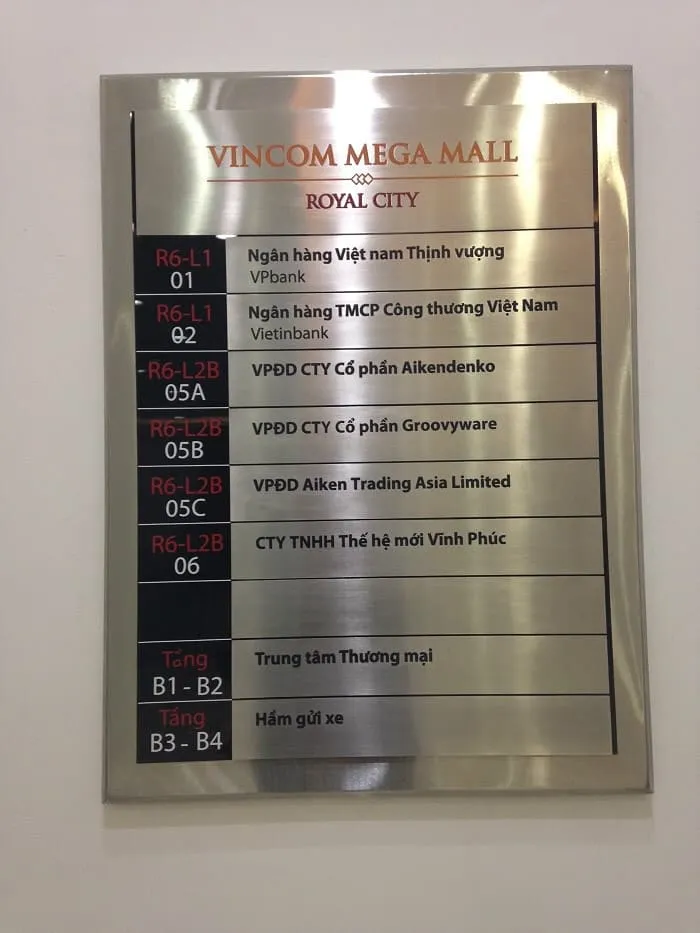 VINCOM MEGA MALL
ROYAL CITY
R6-L1
01
Ngân hàng Việt nam Thịnh vượng
VPbank
R6-L1
02
Ngân hàng TMCP Công thương Việt Nam
Vietinbank
R6-L2B
05A
VPĐD CTY Cổ phần Aikendenko
R6-L2B
05B
VPĐD CTY Cổ phần Groovyware
R6-L2B
05C
VPĐD Aiken Trading Asia Limited
R6-L2B
06
CTY TNHH Thế hệ mới Vĩnh Phúc
Tầng
B1 - B2
Trung tâm Thương mại
Tầng
B3 - B4
Hầm gửi xe